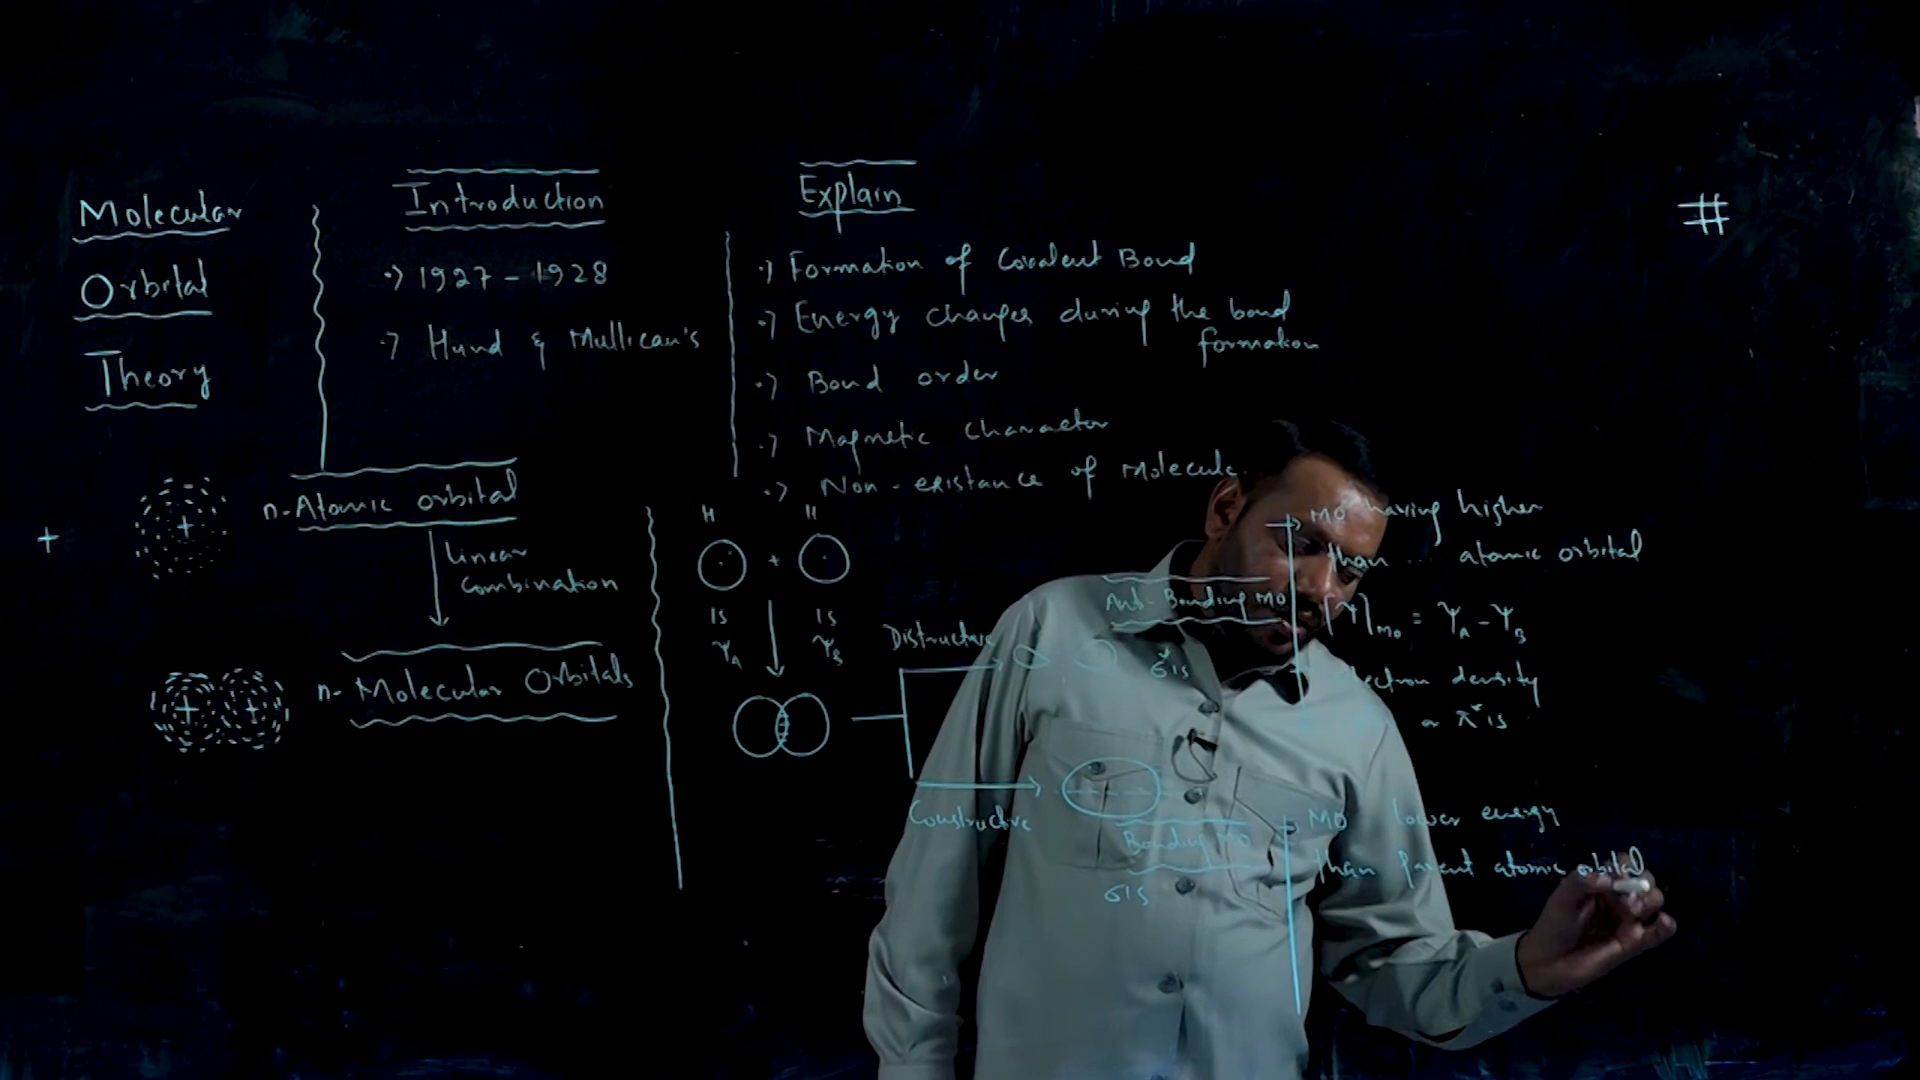 Molecular
Orbital
Theory
Introduction
·) 1927 - 1928
·) Hund & Mullican's
Explain
·) Formation of Covalent Bond
·) Energy changes during the bond
formation
·) Bond order
·) Magnetic Character
·) Non-existance of Molecule
#
+
+
n-Atomic orbital
Linear
Combination
n-Molecular Orbitals
+ +
H H
+
1s 1s
ΨA ΨB
Distructive
Constructive
Anti-Bonding MO
σ*1s
Bonding MO
σ1s
MO having higher
than ... atomic orbital
[Ψ]MO = ΨA - ΨB
density
or π*1s
MO lower energy
than parent atomic orbital